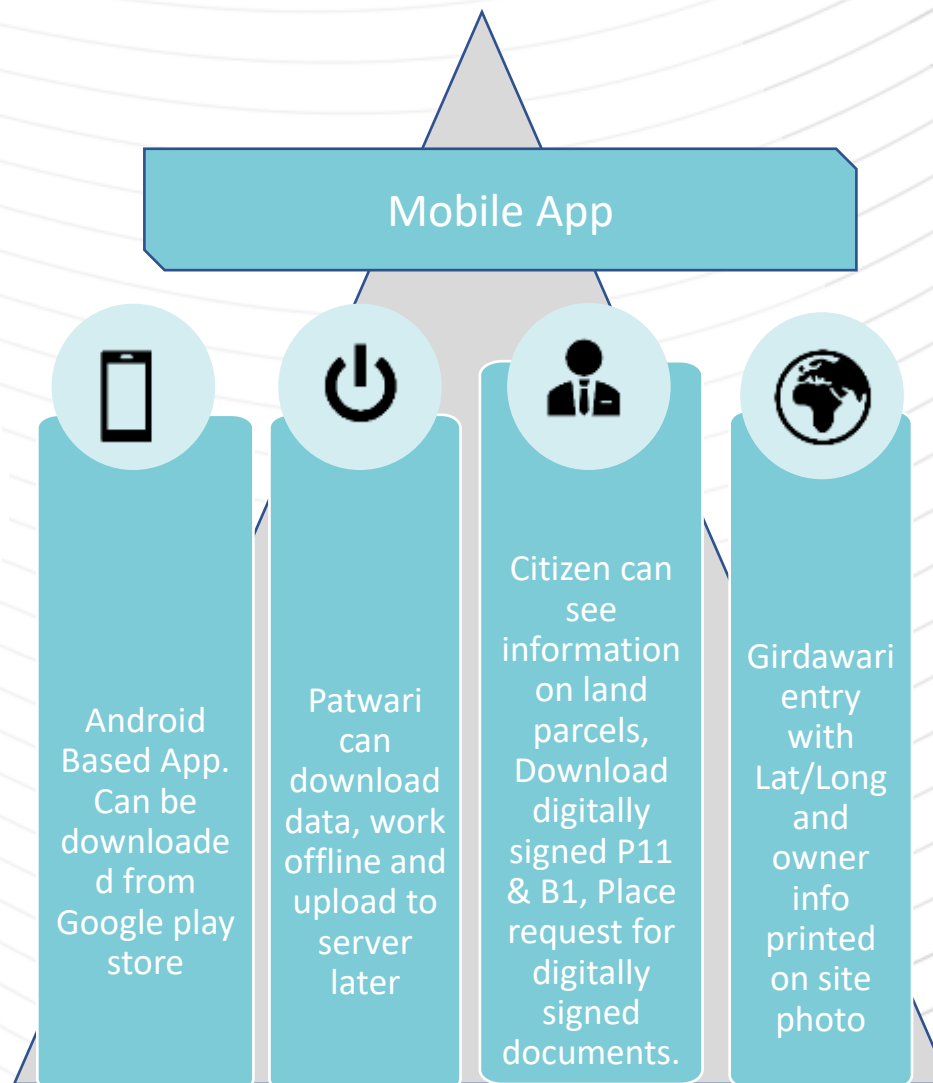 Mobile App
Android
Based App.
Can be
downloade
d from
Google play
store
Patwari
can
download
data, work
offline and
upload to
server
later
Citizen can
see
information
on land
parcels,
Download
digitally
signed P11
& B1, Place
request for
digitally
signed
documents.
Girdawari
entry
with
Lat/Long
and
owner
info
printed
on site
photo